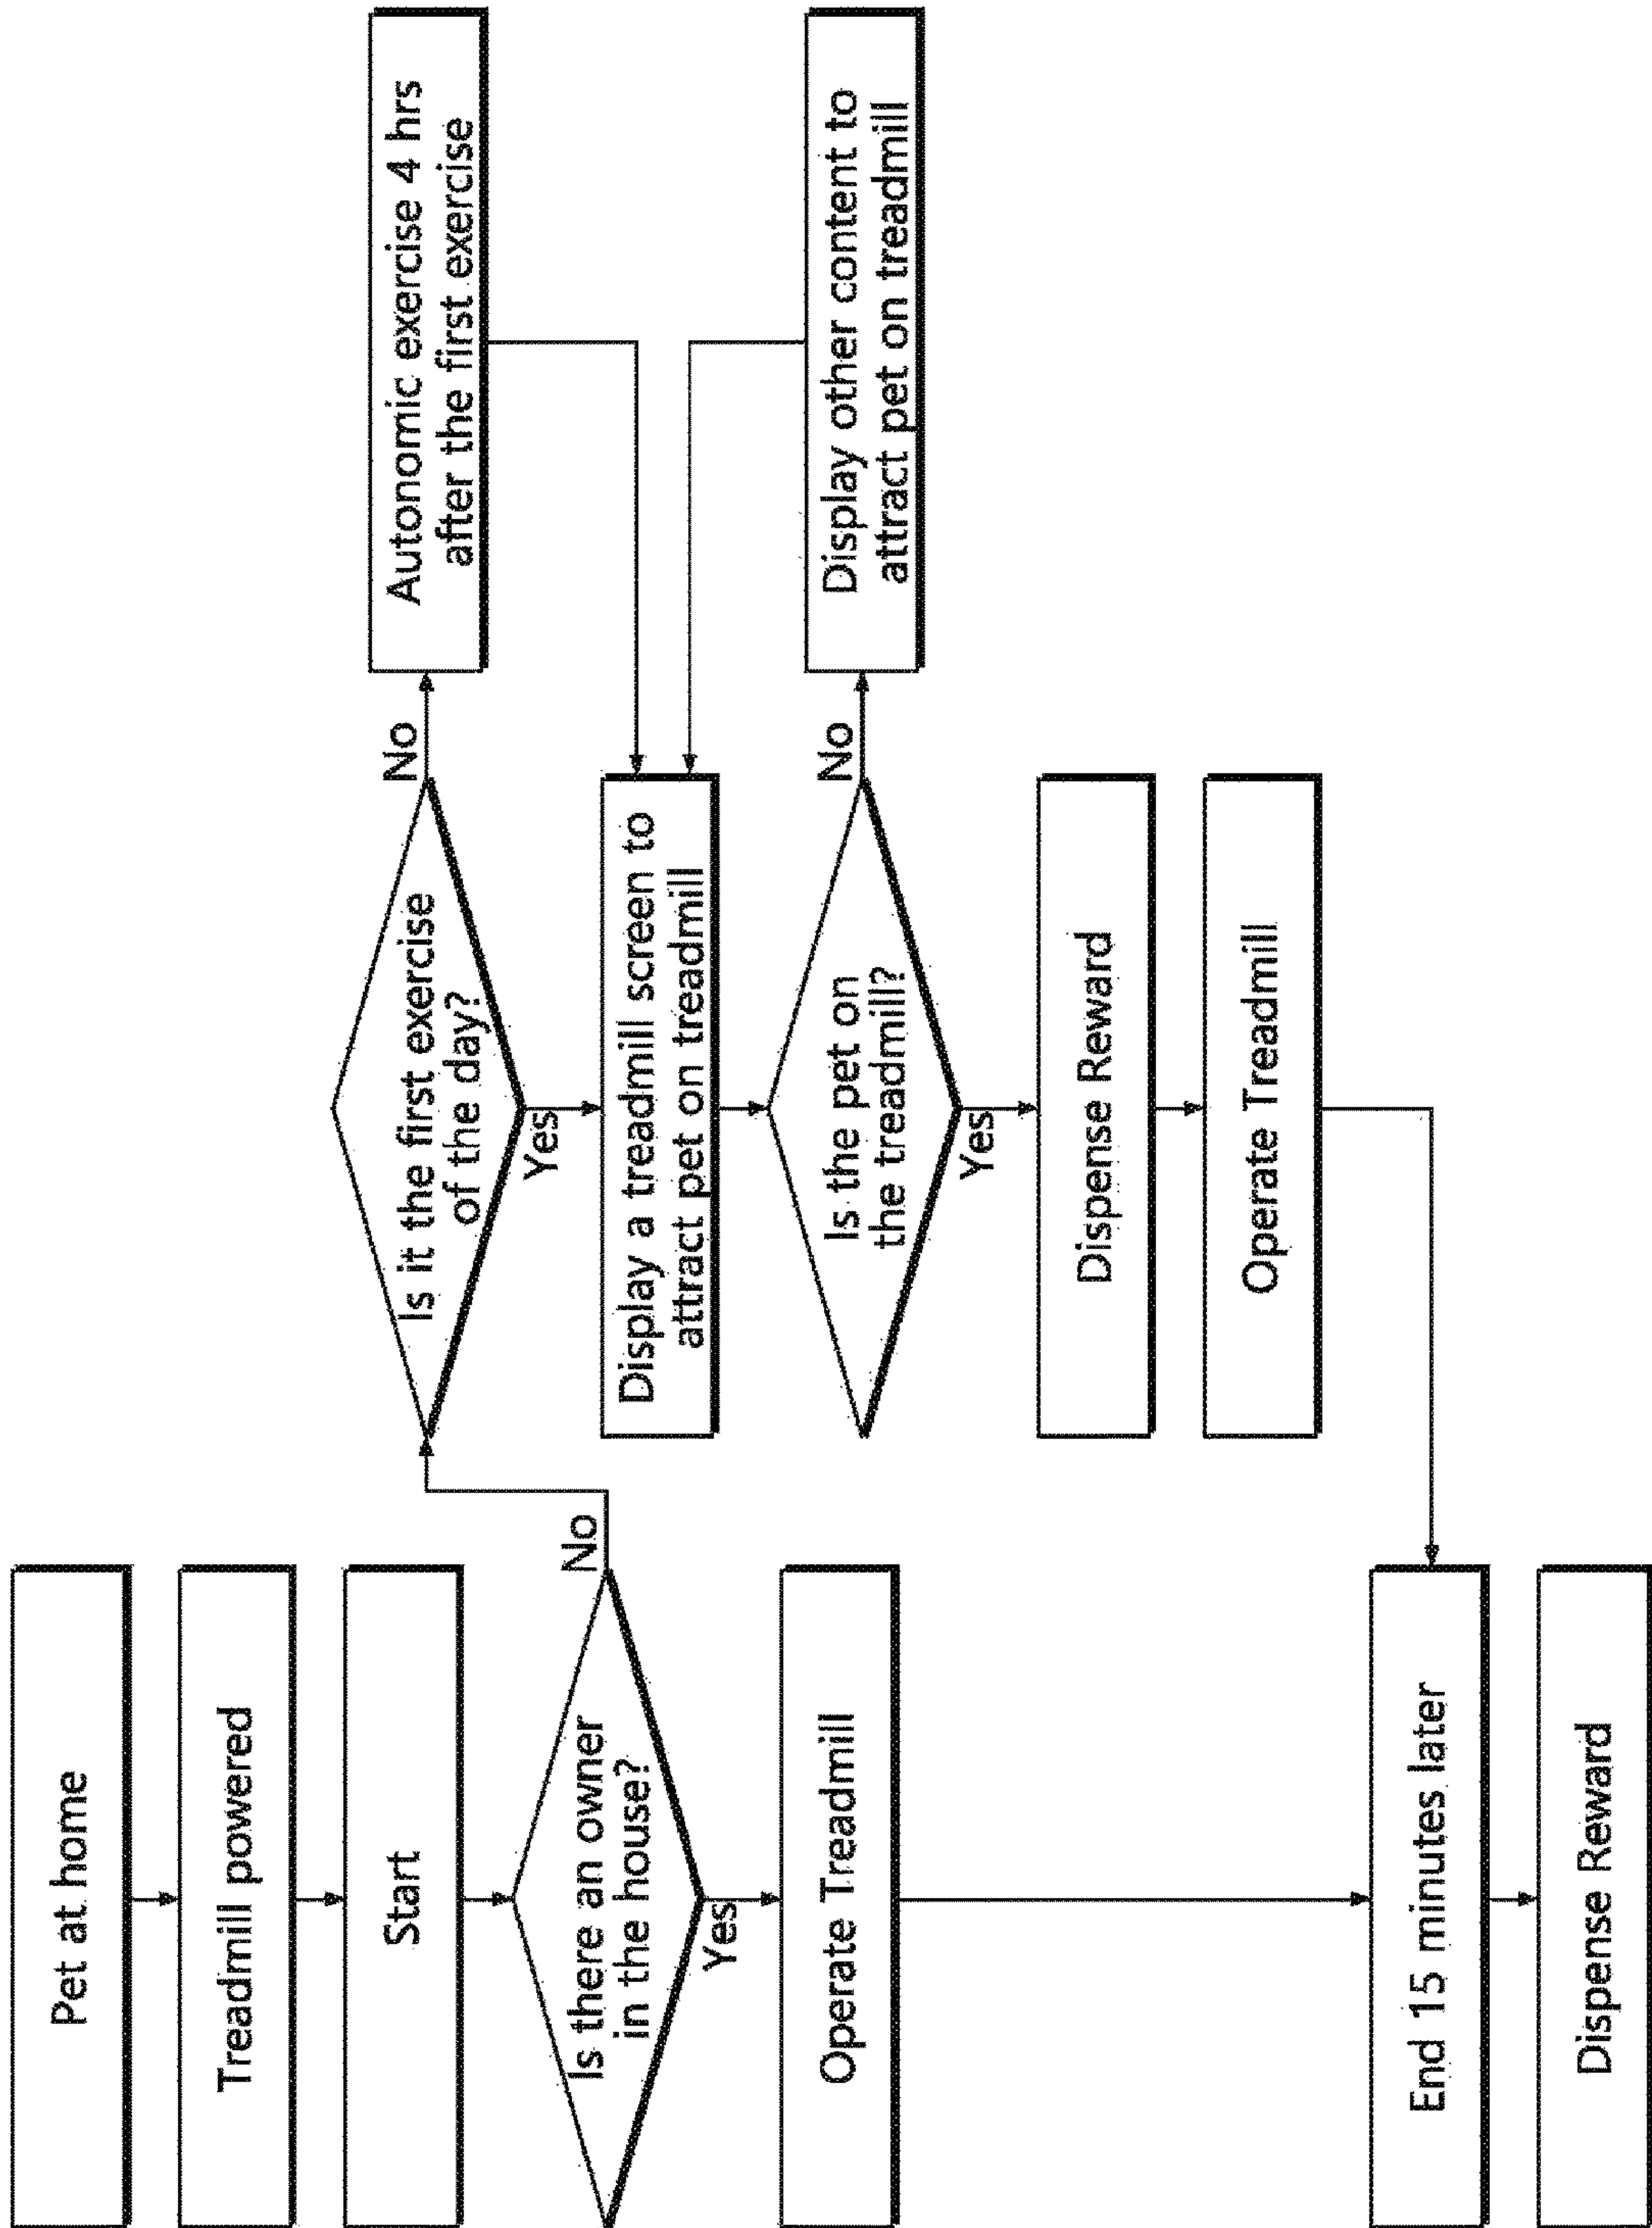 Pet at home
Treadmill powered
Start
Is there an owner
in the house?
No
Yes
Operate Treadmill
Is it the first exercise
of the day?
No
Yes
Autonomic exercise 4 hrs
after the first exercise
Display a treadmill screen to
attract pet on treadmill
Is the pet on
the treadmill?
No
Yes
Display other content to
attract pet on treadmill
Dispense Reward
Operate Treadmill
End 15 minutes later
Dispense Reward